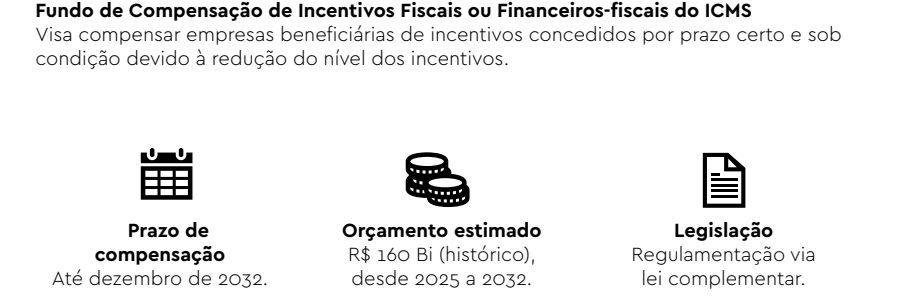 Fundo de Compensação de Incentivos Fiscais ou Financeiros-fiscais do ICMS
Visa compensar empresas beneficiárias de incentivos concedidos por prazo certo e sob
condição devido à redução do nível dos incentivos.
Prazo de
compensação
Até dezembro de 2032.
Orçamento estimado
R$ 160 Bi (histórico),
desde 2025 a 2032.
Legislação
Regulamentação via
lei complementar.